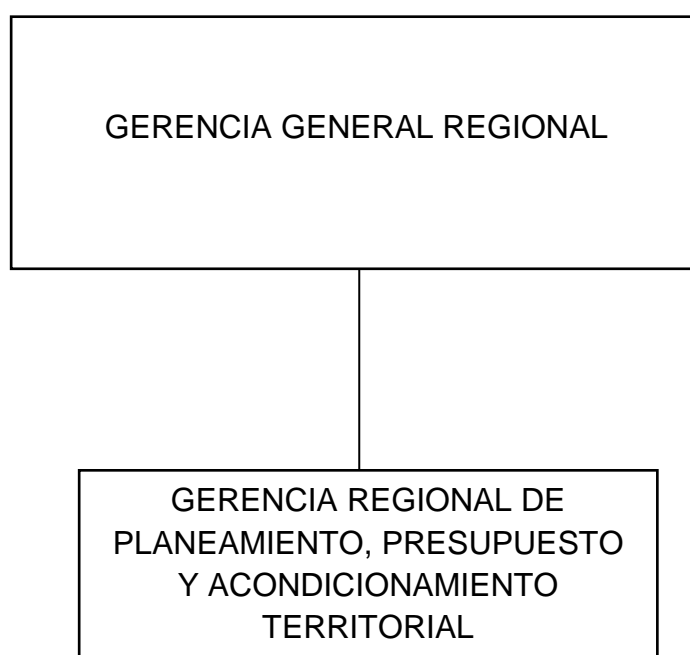 GERENCIA GENERAL REGIONAL
GERENCIA REGIONAL DE
PLANEAMIENTO, PRESUPUESTO
Y ACONDICIONAMIENTO
TERRITORIAL